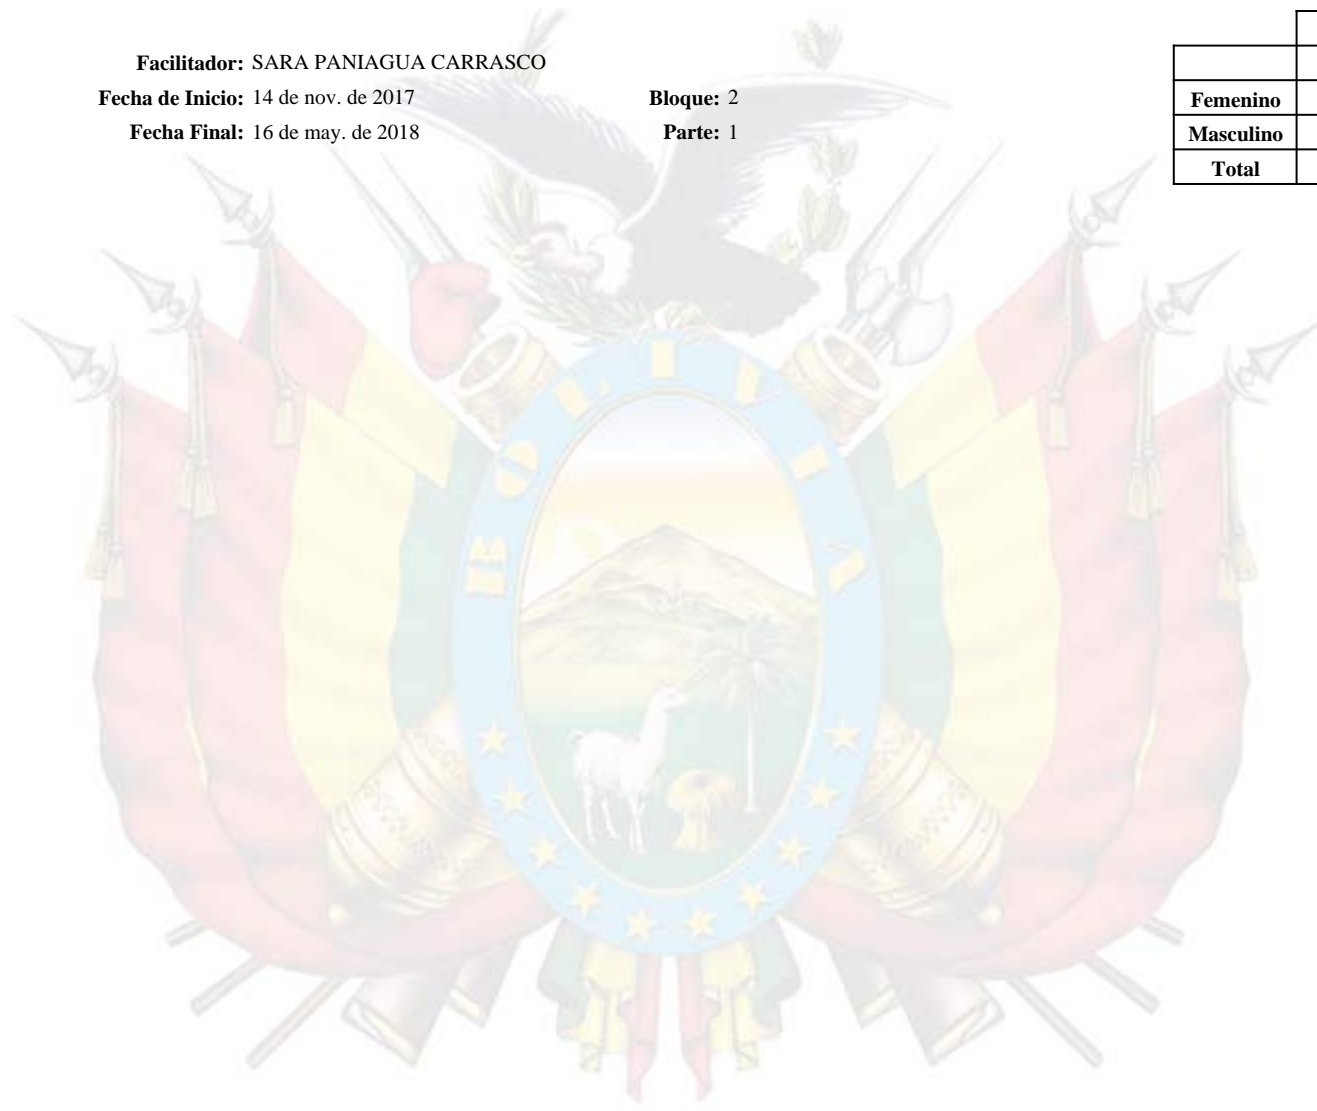 Facilitador: SARA PANIAGUA CARRASCO
Fecha de Inicio: 14 de nov. de 2017 Bloque: 2
Fecha Final: 16 de may. de 2018 Parte: 1
Femenino
Masculino
Total
BOLIVIA